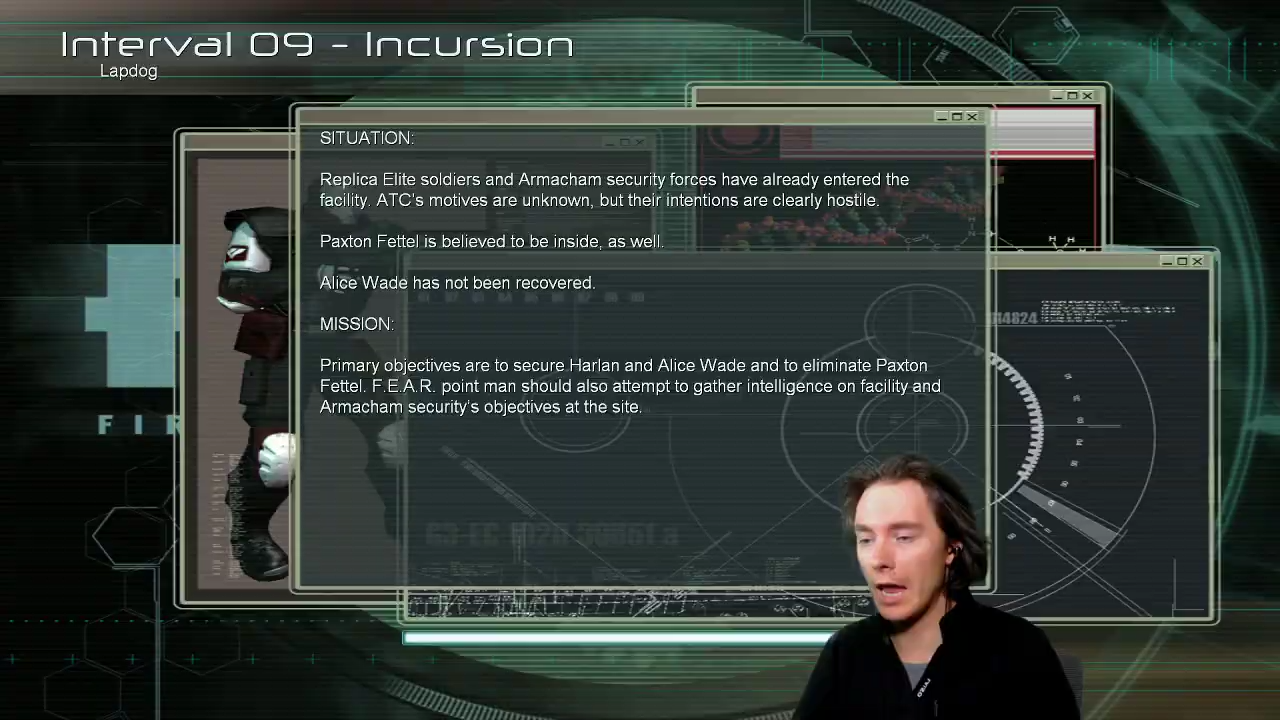 Interval 09 - Incursion
Lapdog
SITUATION:
Replica Elite soldiers and Armacham security forces have already entered the
facility. ATC's motives are unknown, but their intentions are clearly hostile.
Paxton Fettel is believed to be inside, as well.
Alice Wade has not been recovered.
MISSION:
Primary objectives are to secure Harlan and Alice Wade and to eliminate Paxton
Fettel. F.E.A.R. point man should also attempt to gather intelligence on facility and
Armacham security's objectives at the site.
FIR